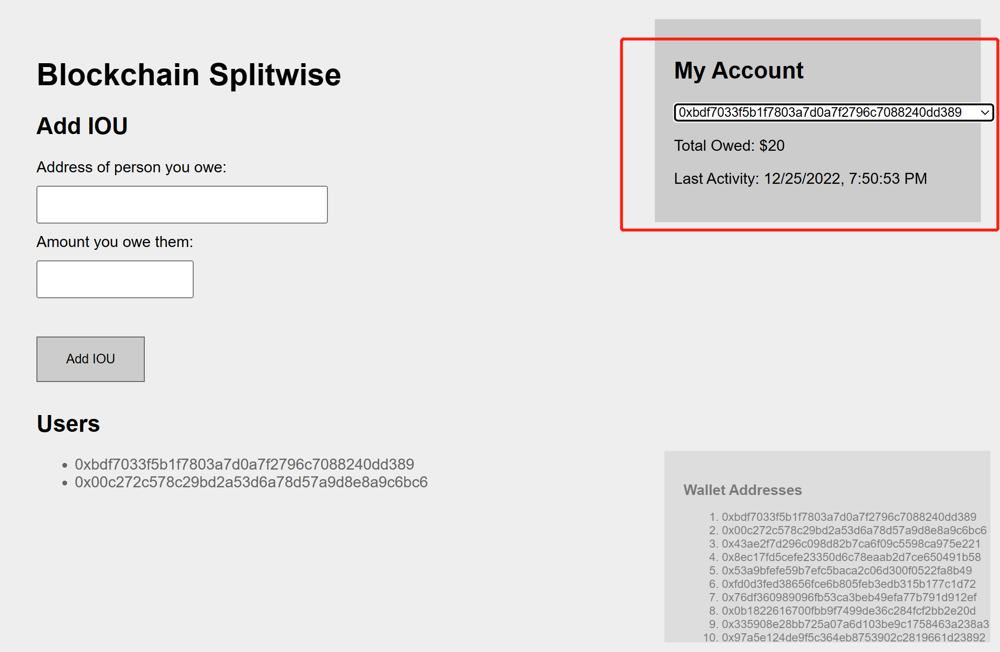 Blockchain Splitwise
Add IOU
Address of person you owe:
Amount you owe them:
Add IOU
Users
0xbdf7033f5b1f7803a7d0a7f2796c7088240dd389
0x00c272c578c29bd2a53d6a78d57a9d8e8a9c6bc6
My Account
0xbdf7033f5b1f7803a7d0a7f2796c7088240dd389
Total Owed: $20
Last Activity: 12/25/2022, 7:50:53 PM
Wallet Addresses
1. 0xbdf7033f5b1f7803a7d0a7f2796c7088240dd389
2. 0x00c272c578c29bd2a53d6a78d57a9d8e8a9c6bc6
3. 0x43ae2f7d296c098d82b7ca6f09c5598ca975e221
4. 0x8ec17fd5cefe23350d6c78eaab2d7ce650491b58
5. 0x53a9bfefe59b7efc5baca2c06d300f0522fa8b49
6. 0xfd0d3fed38656fce6b805feb3edb315b177c1d72
7. 0x76df360989096fb53ca3beb49efa77b791d912ef
8. 0x0b1822616700fbb9f7499de36c284fcf2bb2e20d
9. 0x335908e28bb725a07a6d103be9c1758463a238a3
10. 0x97a5e124de9f5c364eb8753902c2819661d23892